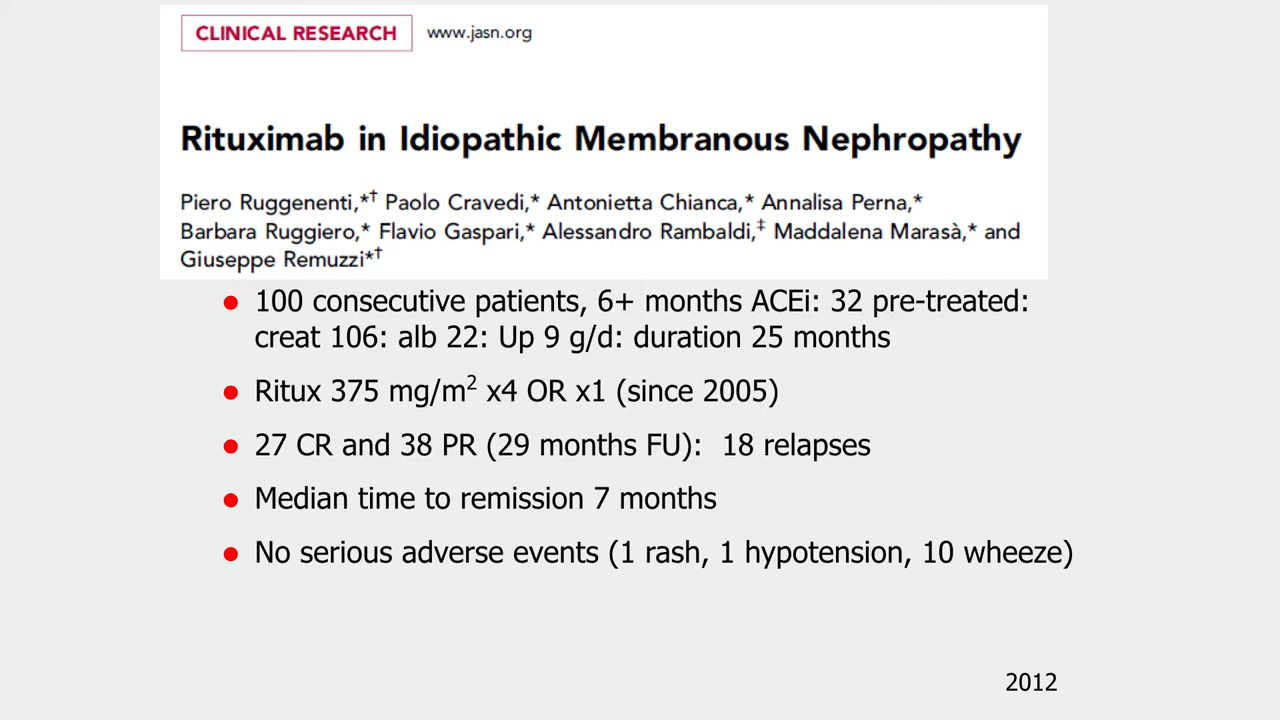 CLINICAL RESEARCH www.jasn.org
Rituximab in Idiopathic Membranous Nephropathy
Piero Ruggenenti,*† Paolo Cravedi,* Antonietta Chianca,* Annalisa Perna,*
Barbara Ruggiero,* Flavio Gaspari,* Alessandro Rambaldi,‡ Maddalena Marasà,* and
Giuseppe Remuzzi*†
● 100 consecutive patients, 6+ months ACEi: 32 pre-treated:
creat 106: alb 22: Up 9 g/d: duration 25 months
● Ritux 375 mg/m² x4 OR x1 (since 2005)
● 27 CR and 38 PR (29 months FU): 18 relapses
● Median time to remission 7 months
● No serious adverse events (1 rash, 1 hypotension, 10 wheeze)
2012